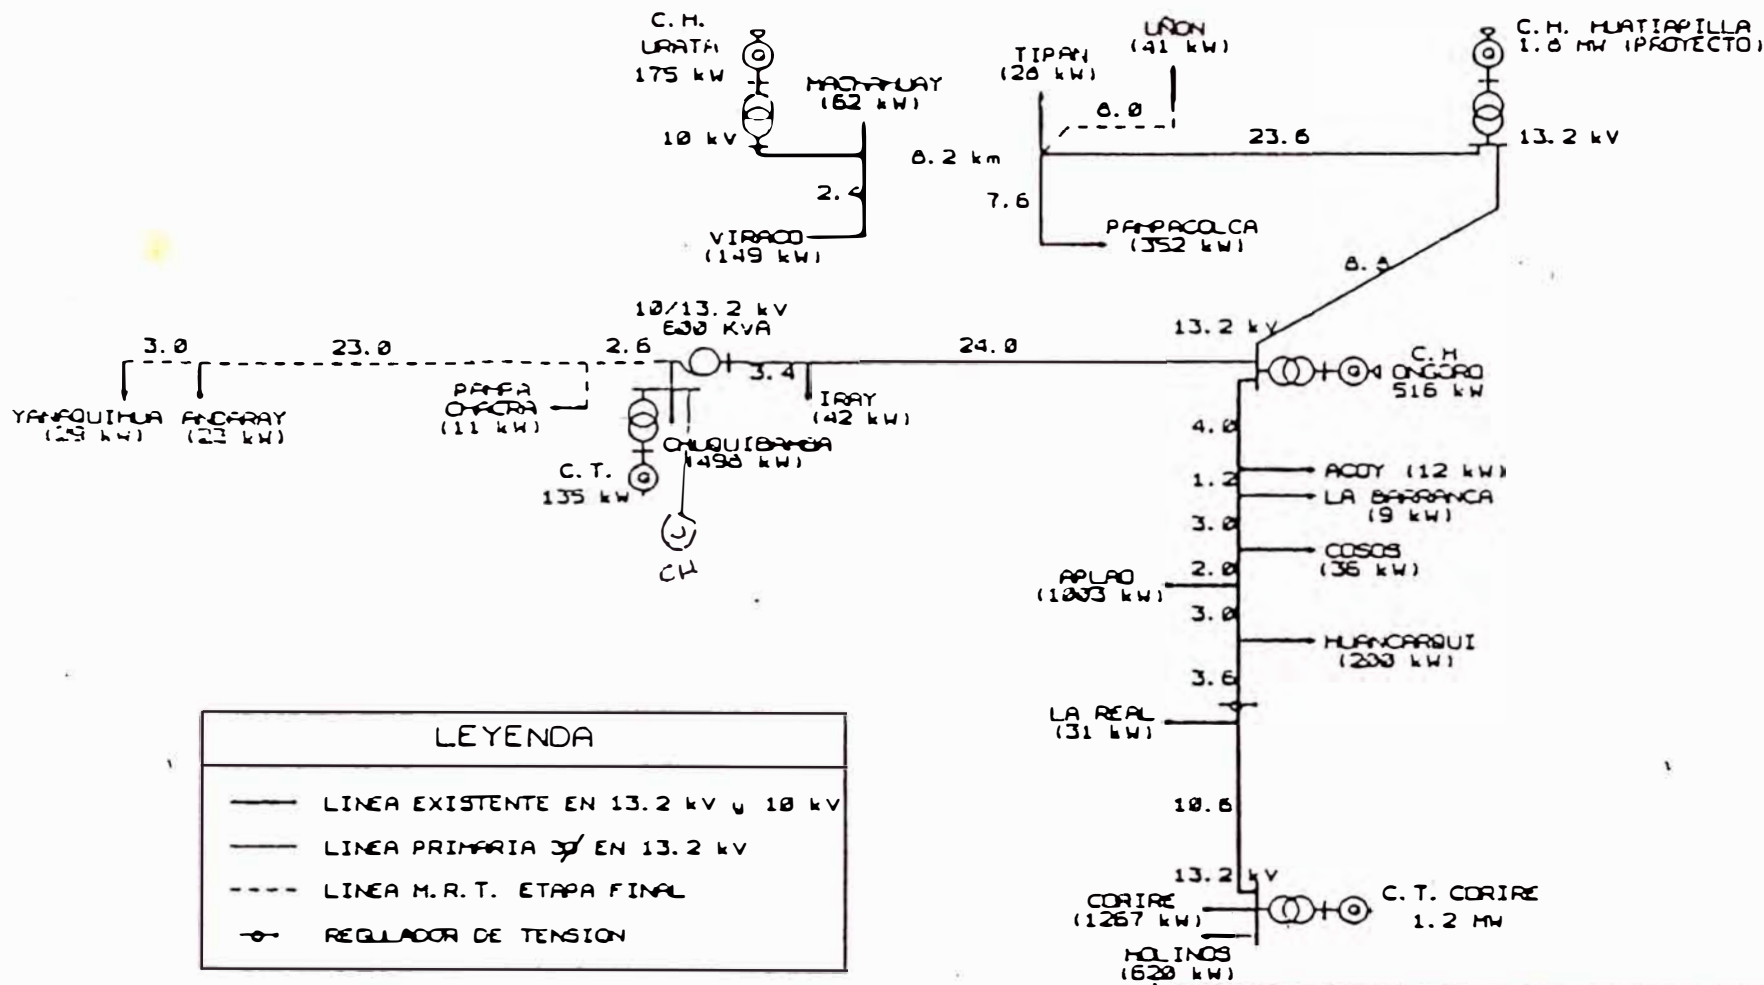 C. H.
URATA
175 kW
10 kV
MACHAHUAY
(62 kW)
2.4
VIRACO
(149 kW)
8.2 km
TIPAN
(28 kW)
UÑON
(41 kW)
8.0
23.6
7.6
PAMPACOLCA
(352 kW)
C. H. HUATIAPILLA
1.8 MW (PROYECTO)
13.2 kV
8.8
10/13.2 kV
600 KVA
3.0
23.0
2.6
3.4
24.0
13.2 kV
C. H
ONGORO
516 kW
YANAQUIHUA
(29 kW)
ANDARAY
(23 kW)
PAMPA
CHACRA
(11 kW)
IRAY
(42 kW)
CHUQUIBAMBA
(498 kW)
C. T.
135 kW
CH
4.0
ACOY (12 kW)
1.2
LA BARRANCA
(9 kW)
3.0
COSOS
(36 kW)
2.0
APLAO
(1003 kW)
3.0
HUANCARQUI
(200 kW)
3.6
LA REAL
(31 kW)
10.6
13.2 kV
CORIRE
(1267 kW)
C. T. CORIRE
1.2 MW
MOLINOS
(620 kW)
LEYENDA
LINEA EXISTENTE EN 13.2 kV y 10 kV
LINEA PRIMARIA 3Ø EN 13.2 kV
LINEA M.R.T. ETAPA FINAL
REGULADOR DE TENSION